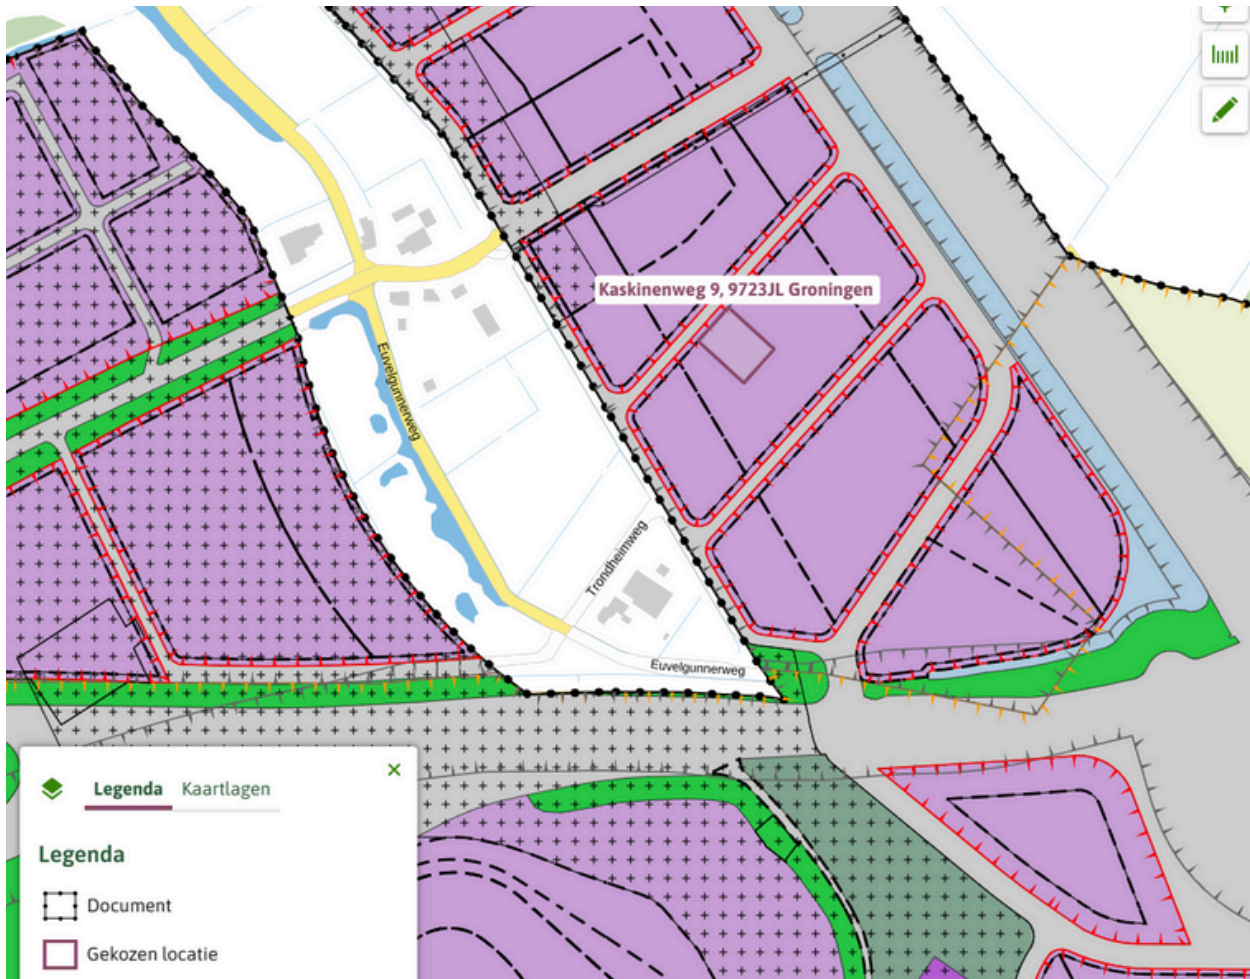 Kaskinenweg 9, 9723JL Groningen
Euvelgunnerweg
Trondheimweg
Euvelgunnerweg
Legenda Kaartlagen
Legenda
Document
Gekozen locatie